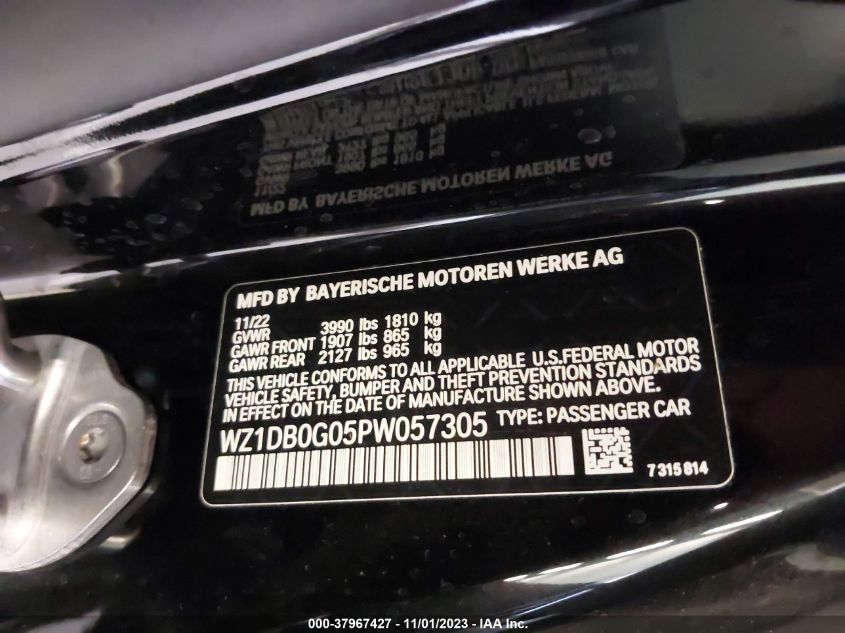 MFD BY BAYERISCHE MOTOREN WERKE AG
11/22
GVWR 3990 lbs 1810 kg
GAWR FRONT 1907 lbs 865 kg
GAWR REAR 2127 lbs 965 kg
THIS VEHICLE CONFORMS TO ALL APPLICABLE U.S.FEDERAL MOTOR
VEHICLE SAFETY, BUMPER AND THEFT PREVENTION STANDARDS
IN EFFECT ON THE DATE OF MANUFACTURE SHOWN ABOVE.
WZ1DB0G05PW057305 TYPE: PASSENGER CAR
7315814
000-37967427 - 11/01/2023 - IAA Inc.